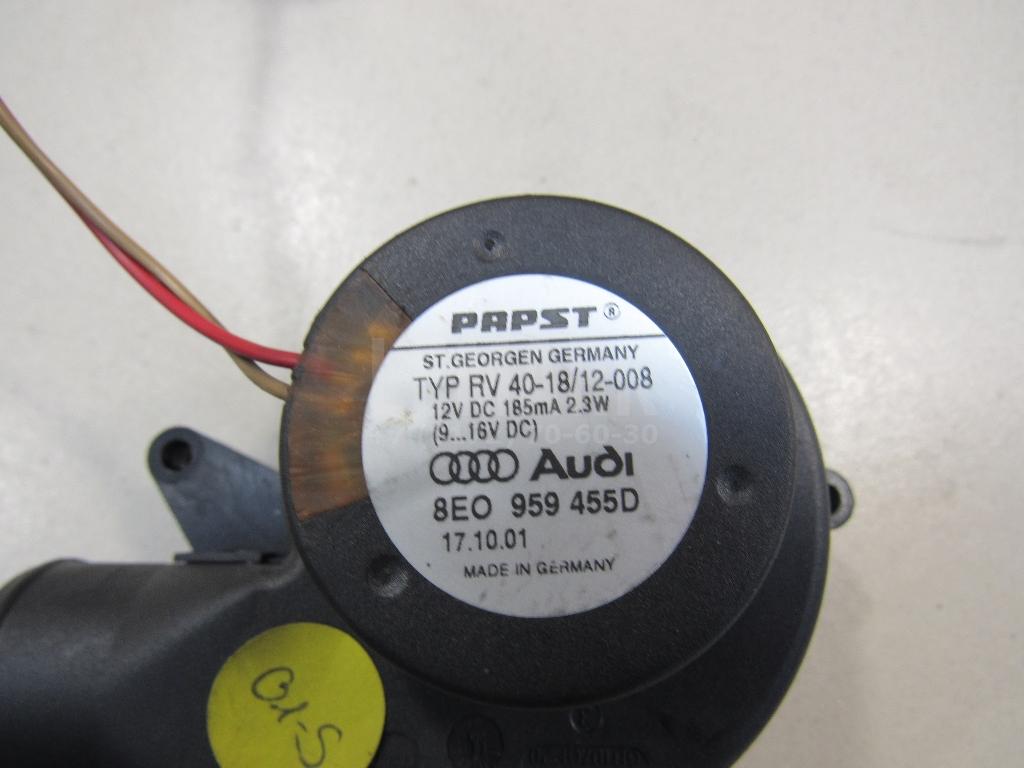 PAPST ®
ST.GEORGEN GERMANY
TYP RV 40-18/12-008
12V DC 185mA 2.3W
(9...16V DC)
Audi
8E0 959 455D
17.10.01
MADE IN GERMANY